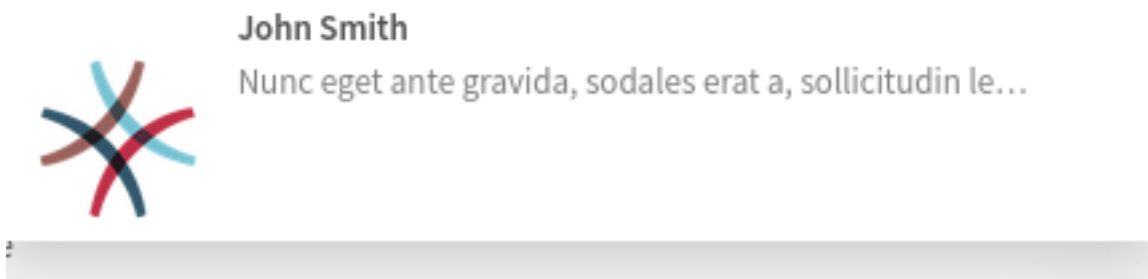 John Smith
Nunc eget ante gravida, sodales erat a, sollicitudin le...